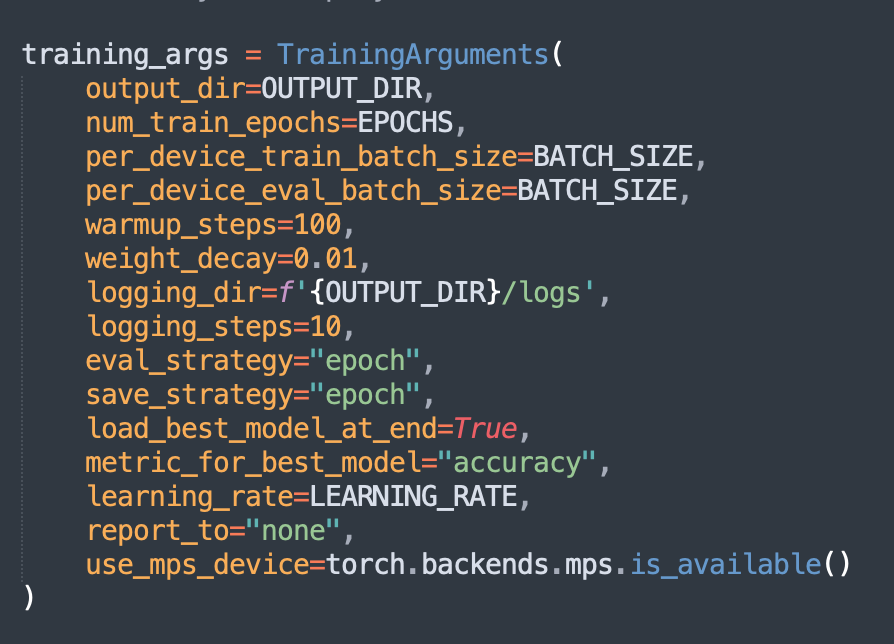 training_args = TrainingArguments(
    output_dir=OUTPUT_DIR,
    num_train_epochs=EPOCHS,
    per_device_train_batch_size=BATCH_SIZE,
    per_device_eval_batch_size=BATCH_SIZE,
    warmup_steps=100,
    weight_decay=0.01,
    logging_dir=f'{OUTPUT_DIR}/logs',
    logging_steps=10,
    eval_strategy="epoch",
    save_strategy="epoch",
    load_best_model_at_end=True,
    metric_for_best_model="accuracy",
    learning_rate=LEARNING_RATE,
    report_to="none",
    use_mps_device=torch.backends.mps.is_available()
)